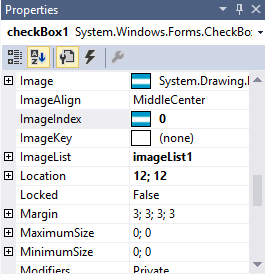 Properties
checkBox1 System.Windows.Forms.CheckBo
Image System.Drawing.
ImageAlign MiddleCenter
ImageIndex 0
ImageKey (none)
ImageList imageList1
Location 12; 12
Locked False
Margin 3; 3; 3; 3
MaximumSize 0; 0
MinimumSize 0; 0
Modifiers Private